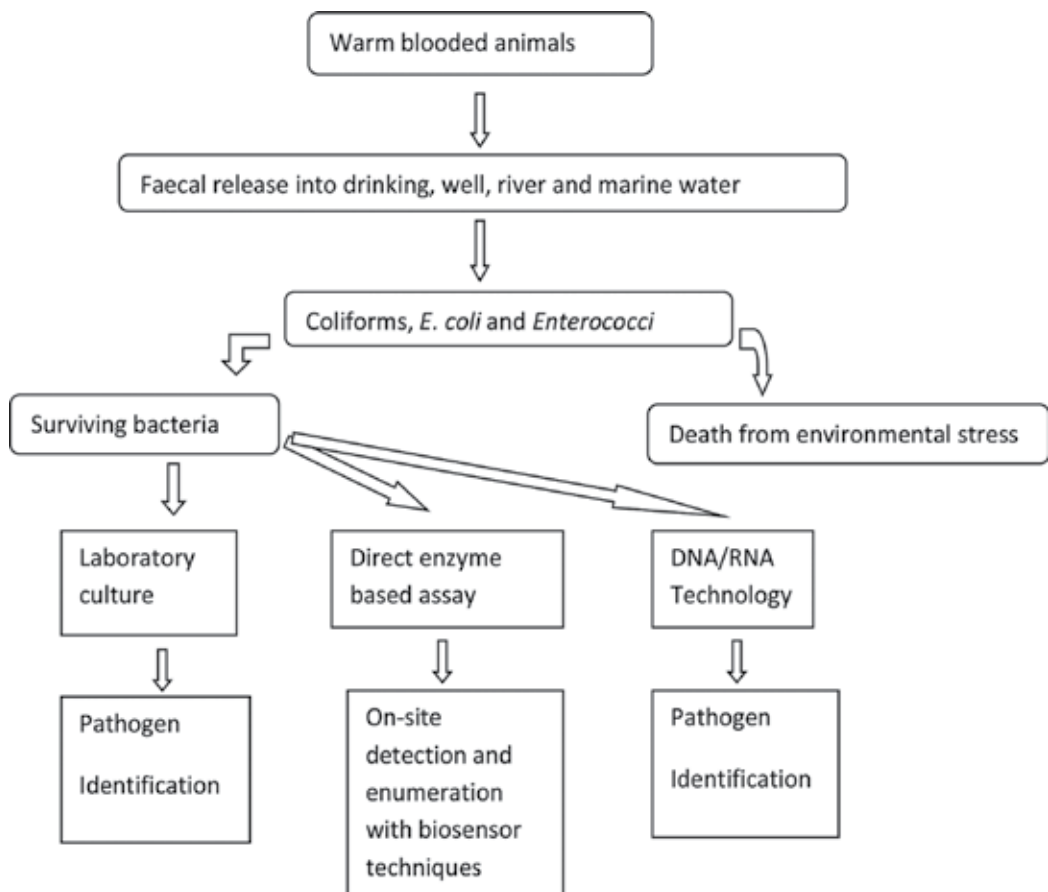 Warm blooded animals
Faecal release into drinking, well, river and marine water
Coliforms, E. coli and Enterococci
Surviving bacteria
Death from environmental stress
Laboratory
culture
Direct enzyme
based assay
DNA/RNA
Technology
Pathogen
Identification
On-site
detection and
enumeration
with biosensor
techniques
Pathogen
Identification